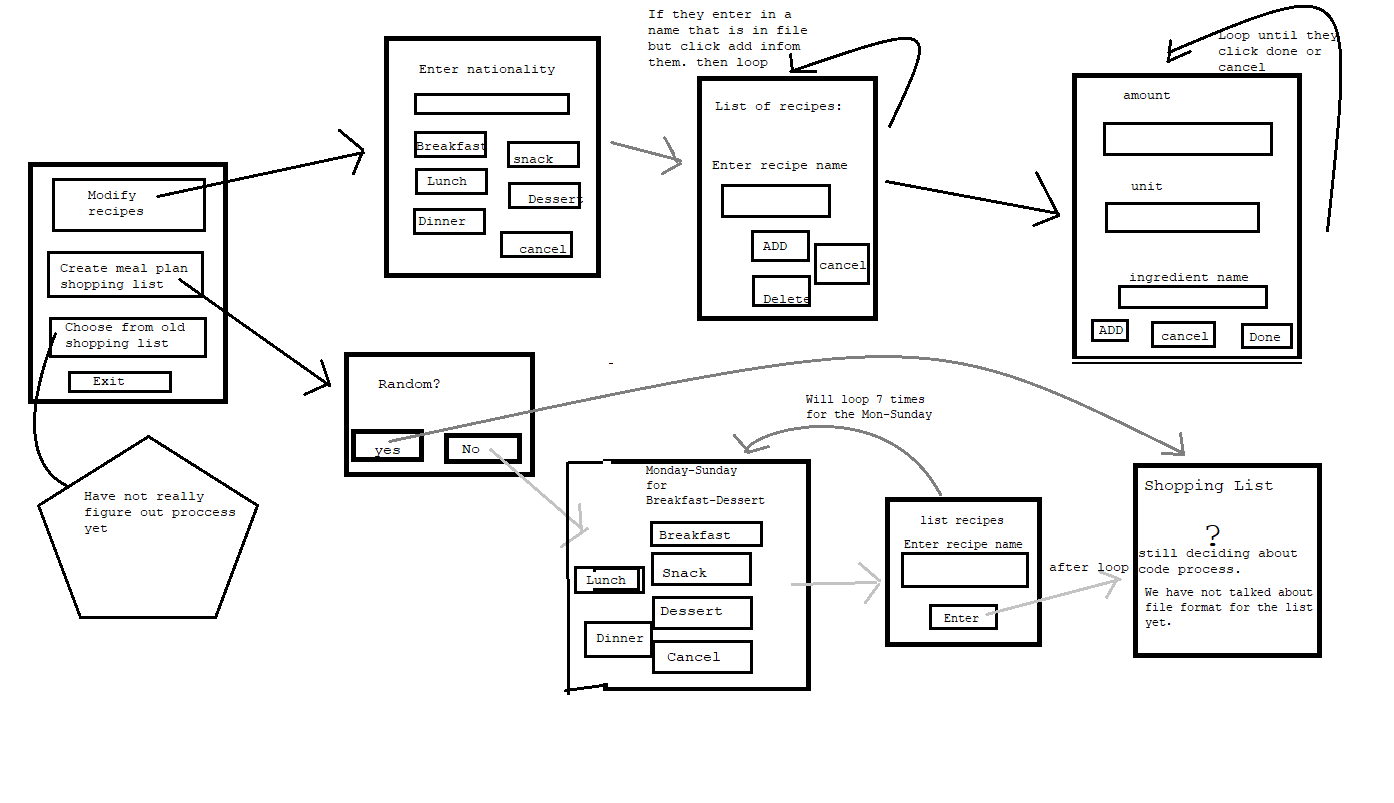 Modify
recipes
Create meal plan
shopping list
Choose from old
shopping list
Exit
Have not really
figure out proccess
yet
Enter nationality
Breakfast
snack
Lunch
Dessert
Dinner
cancel
If they enter in a
name that is in file
but click add infom
them. then loop
List of recipes:
Enter recipe name
ADD
cancel
Delete
Loop until they
click done or
cancel
amount
unit
ingredient name
ADD
cancel
Done
Random?
yes
No
Will loop 7 times
for the Mon-Sunday
Monday-Sunday
for
Breakfast-Dessert
Breakfast
Lunch
Snack
Dessert
Dinner
Cancel
list recipes
Enter recipe name
Enter
after loop
Shopping List
?
still deciding about
code process.
We have not talked about
file format for the list
yet.